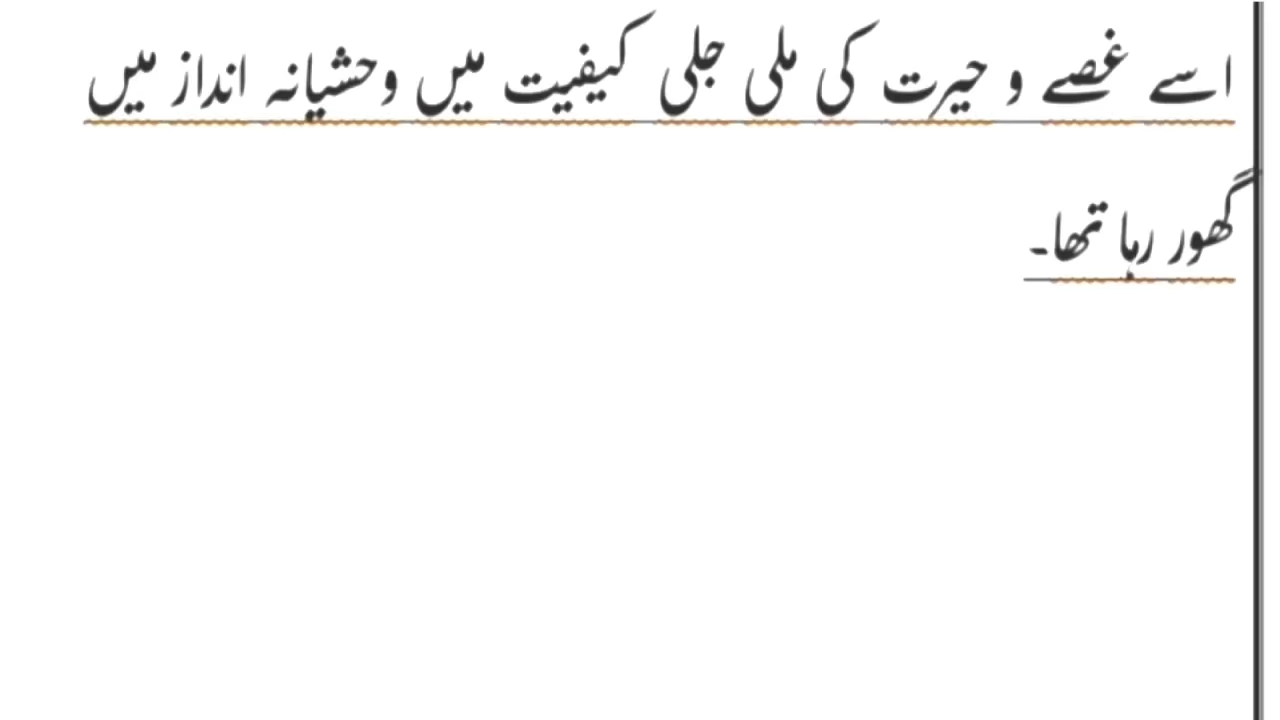 اسے غصے و حیرت کی ملی جلی کیفیت میں وحشیانہ انداز میں
گھور رہا تھا۔